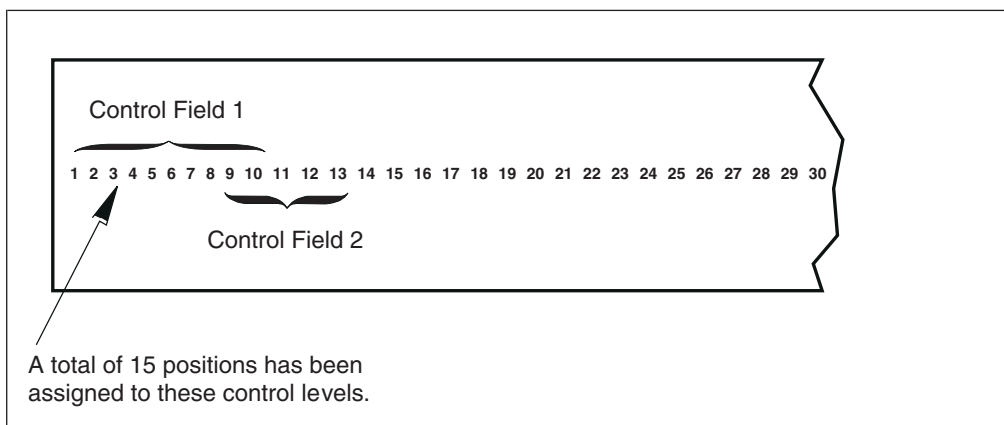 Control Field 1
1 2 3 4 5 6 7 8 9 10 11 12 13 14 15 16 17 18 19 20 21 22 23 24 25 26 27 28 29 30
Control Field 2
A total of 15 positions has been
assigned to these control levels.